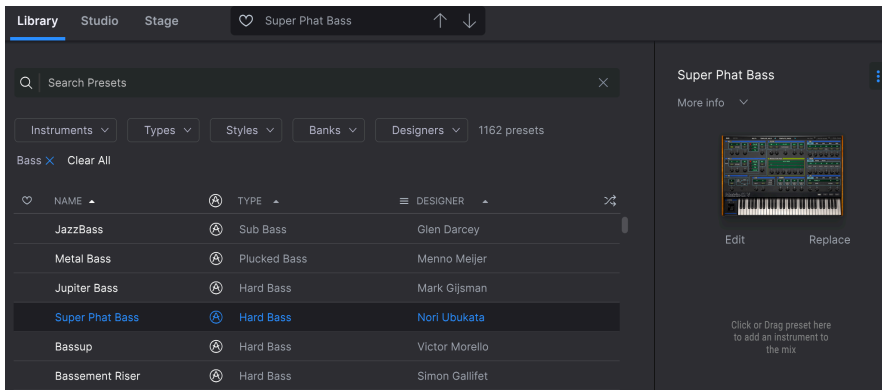 Library Studio Stage Super Phat Bass
Search Presets
Instruments Types Styles Banks Designers 1162 presets
Bass Clear All
NAME TYPE DESIGNER
JazzBass Sub Bass Glen Darcey
Metal Bass Plucked Bass Menno Meijer
Jupiter Bass Hard Bass Mark Gijsman
Super Phat Bass Hard Bass Nori Ubukata
Bassup Hard Bass Victor Morello
Bassement Riser Hard Bass Simon Gallifet
Super Phat Bass
More info
Edit Replace
Click or Drag preset here
to add an instrument to
the mix